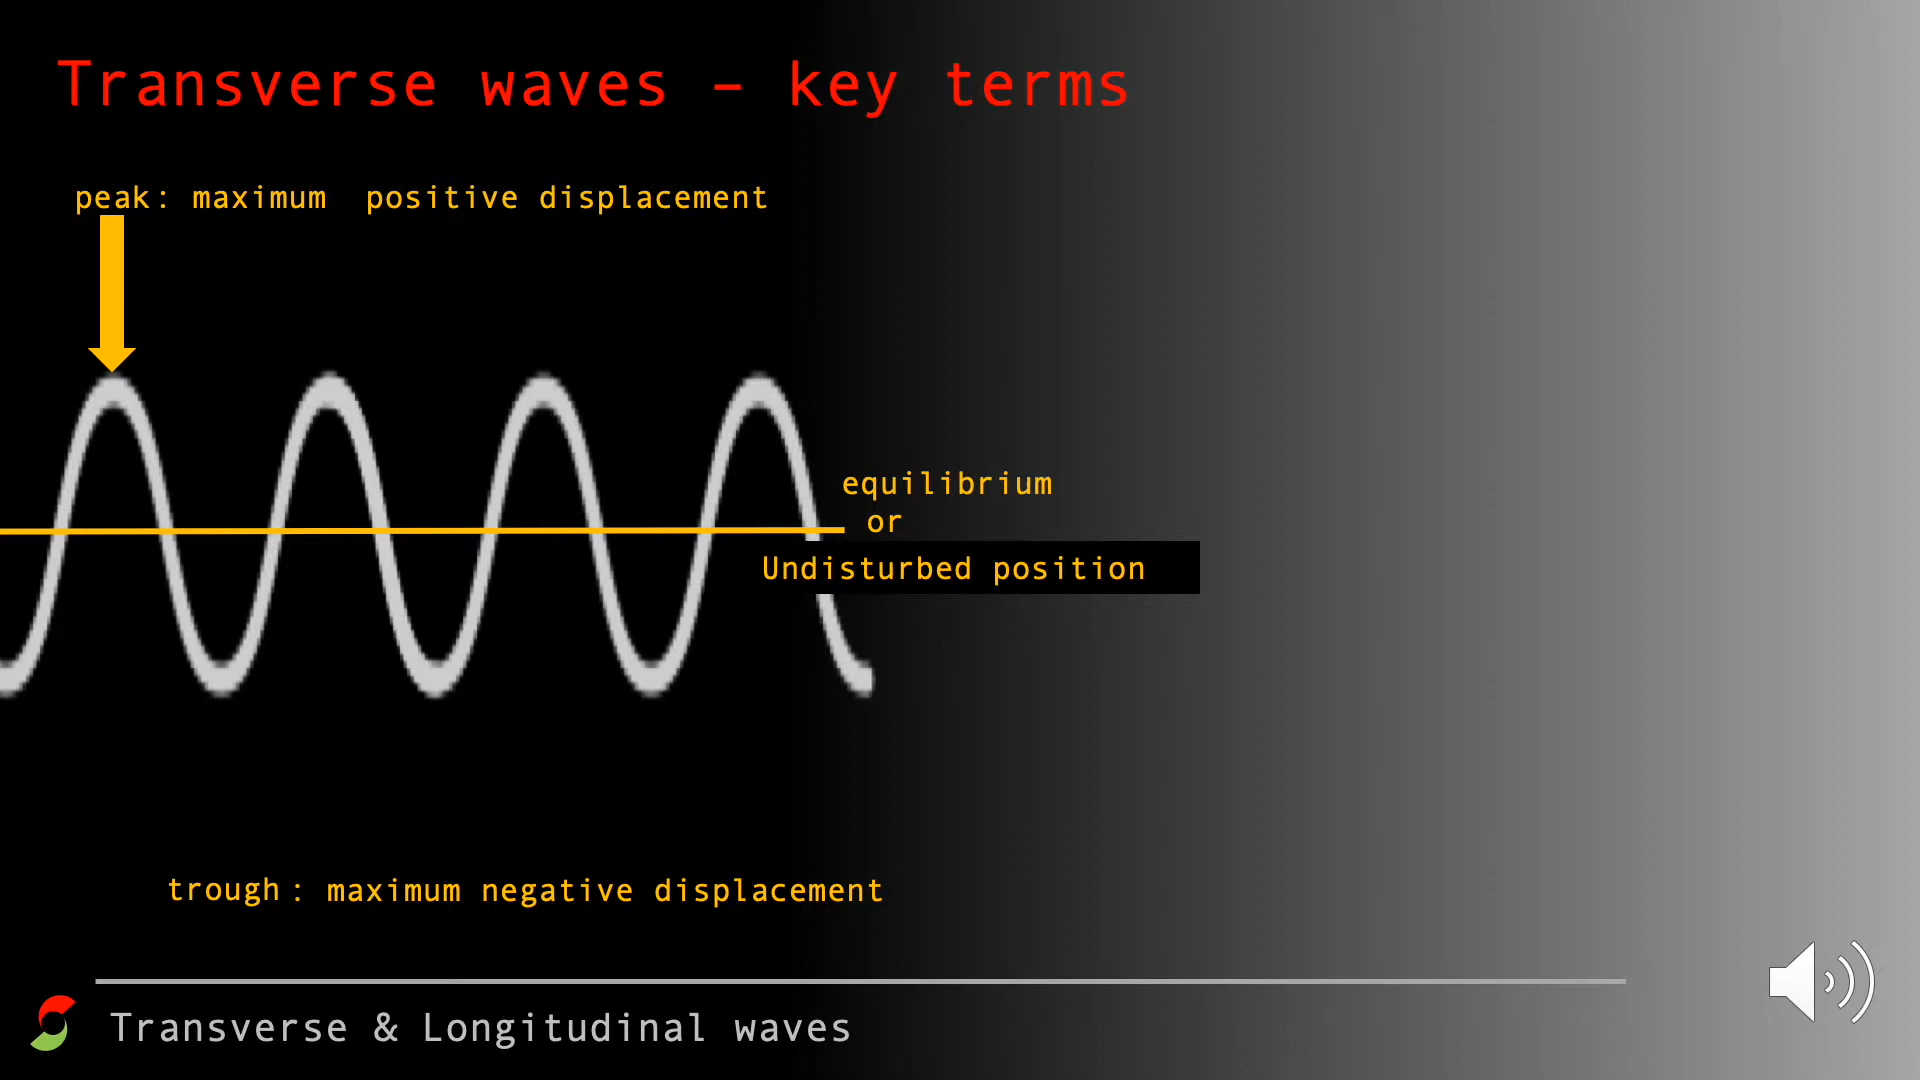 Transverse waves – key terms
peak: maximum positive displacement
equilibrium
or
Undisturbed position
trough: maximum negative displacement
Transverse & Longitudinal waves